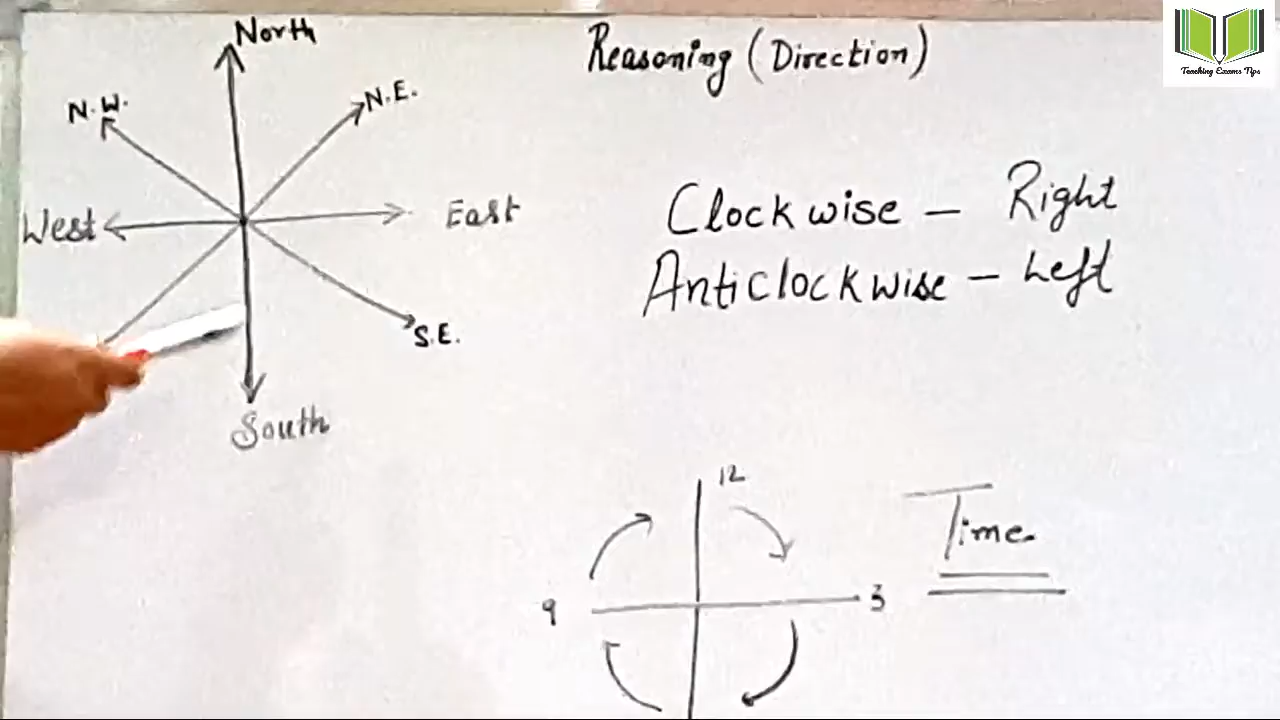 North
Reasoning (Direction)
Teaching Exams Tips
N.W.
N.E.
West
East
Clockwise – Right
Anticlockwise – Left
S.E.
South
12
Time
9
3